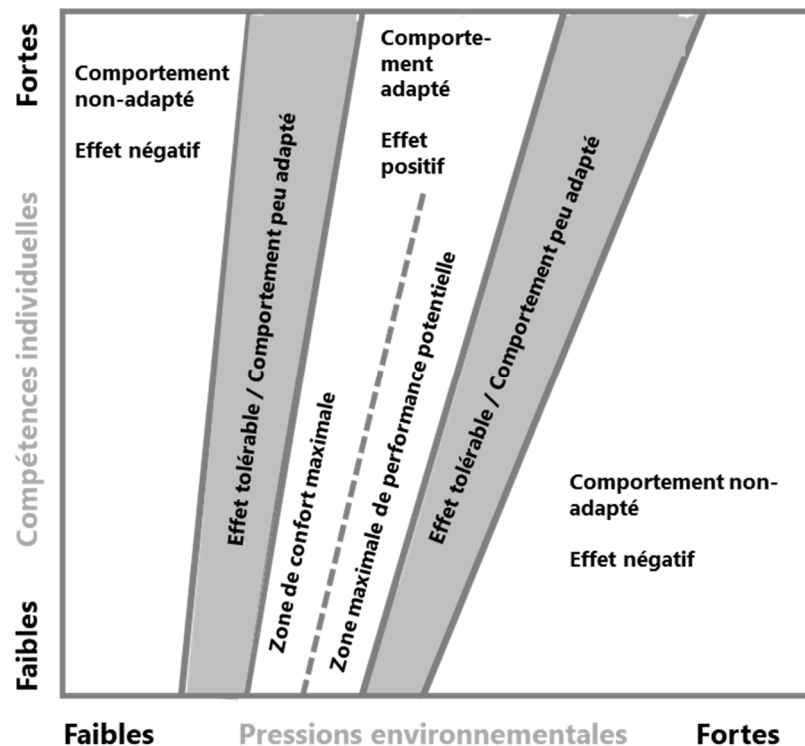 Fortes
Compétences individuelles
Faibles
Comportement
non-adapté
Effet négatif
Effet tolérable / Comportement peu adapté
Comporte-
ment
adapté
Effet
positif
Zone de confort maximale
Zone maximale de performance potentielle
Effet tolérable / Comportement peu adapté
Comportement non-
adapté
Effet négatif
Faibles
Pressions environnementales
Fortes